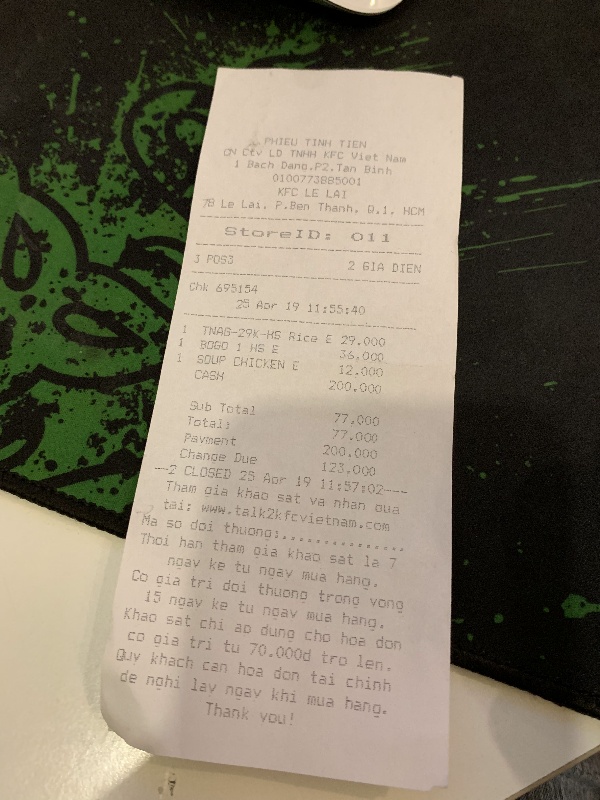 PHIEU TINH TIEN
CN Cty LD TNHH KFC Viet Nam
1 Bach Dang,P2,Tan Binh
0100773885001
KFC LE LAI
78 Le Lai, P.Ben Thanh, Q.1, HCM
StoreID: 011
3 POS3 2 GIA DIEN
Chk 695154
25 Apr 19 11:55:40
1 TNAG-29K-HS Rice E 29.000
1 BOGO 1 HS E 36.000
1 SOUP CHICKEN E 12.000
CASH 200.000
Sub Total 77.000
Total: 77.000
Payment 200.000
Change Due 123.000
---2 CLOSED 25 Apr 19 11:57:02---
Tham gia khao sat va nhan qua
tai: www.talk2kfcvietnam.com
Ma so doi thuong:...............
Thoi han tham gia khao sat la 7
ngay ke tu ngay mua hang.
Co gia tri doi thuong trong vong
15 ngay ke tu ngay mua hang.
Khao sat chi ap dung cho hoa don
co gia tri tu 70.000d tro len.
Quy khach can hoa don tai chinh
de nghi lay ngay khi mua hang.
Thank you!